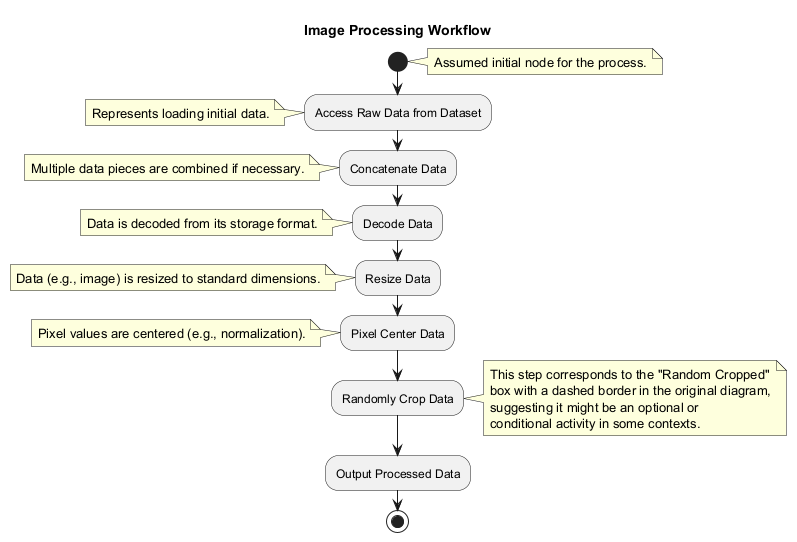 Image Processing Workflow
Assumed initial node for the process.
Represents loading initial data.
Access Raw Data from Dataset
Multiple data pieces are combined if necessary.
Concatenate Data
Data is decoded from its storage format.
Decode Data
Data (e.g., image) is resized to standard dimensions.
Resize Data
Pixel values are centered (e.g., normalization).
Pixel Center Data
Randomly Crop Data
This step corresponds to the "Random Cropped"
box with a dashed border in the original diagram,
suggesting it might be an optional or
conditional activity in some contexts.
Output Processed Data